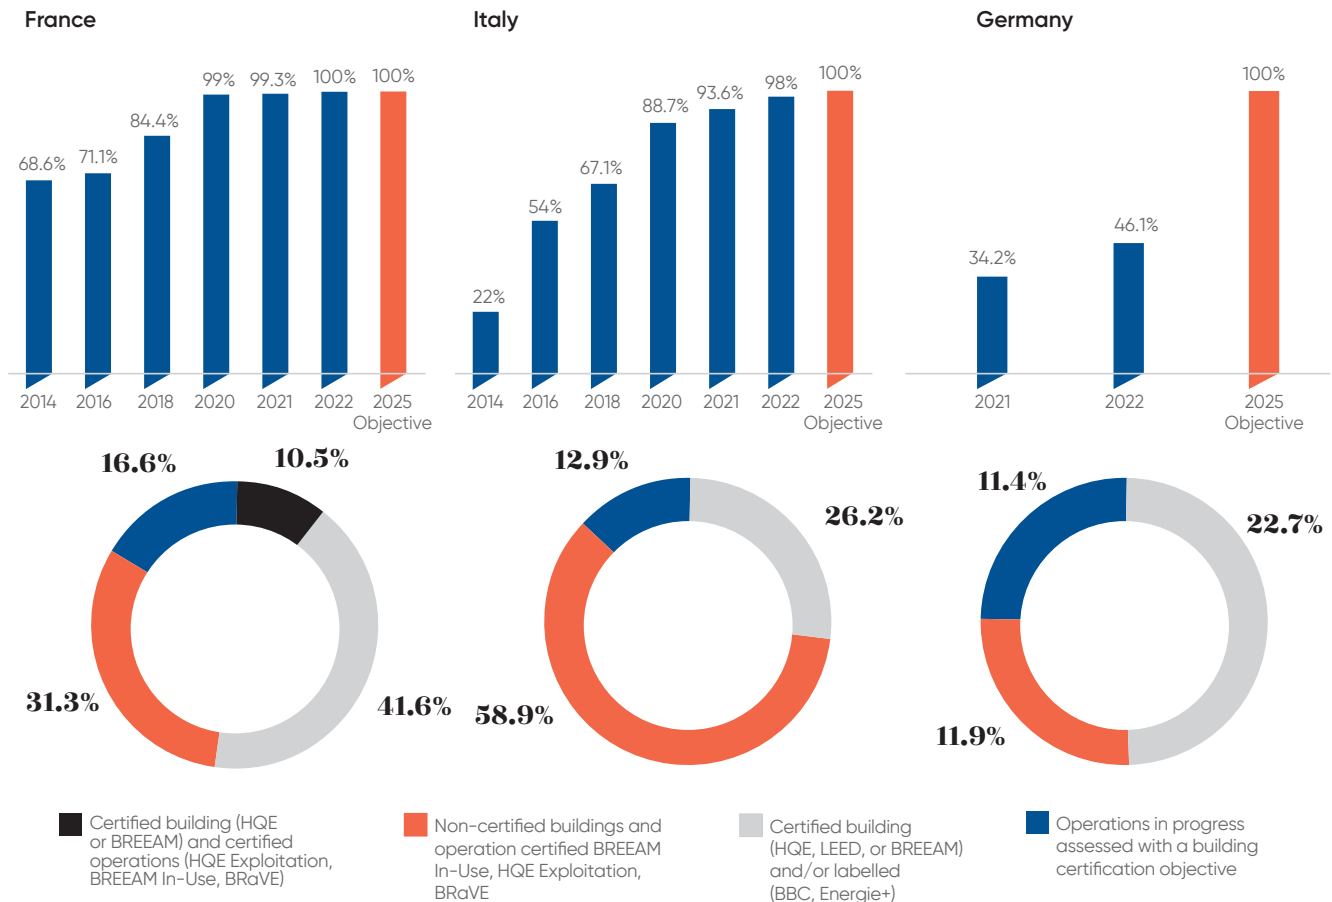 France
68.6%
71.1%
84.4%
99%
99.3%
100%
100%
2014
2016
2018
2020
2021
2022
2025
Objective
Italy
22%
54%
67.1%
88.7%
93.6%
98%
100%
2014
2016
2018
2020
2021
2022
2025
Objective
Germany
34.2%
46.1%
100%
2021
2022
2025
Objective
16.6%
10.5%
31.3%
41.6%
12.9%
26.2%
58.9%
11.4%
22.7%
11.9%
Certified building (HQE
or BREEAM) and certified
operations (HQE Exploitation,
BREEAM In-Use, BRaVE)
Non-certified buildings and
operation certified BREEAM
In-Use, HQE Exploitation,
BRaVE
Certified building
(HQE, LEED, or BREEAM)
and/or labelled
(BBC, Energie+)
Operations in progress
assessed with a building
certification objective